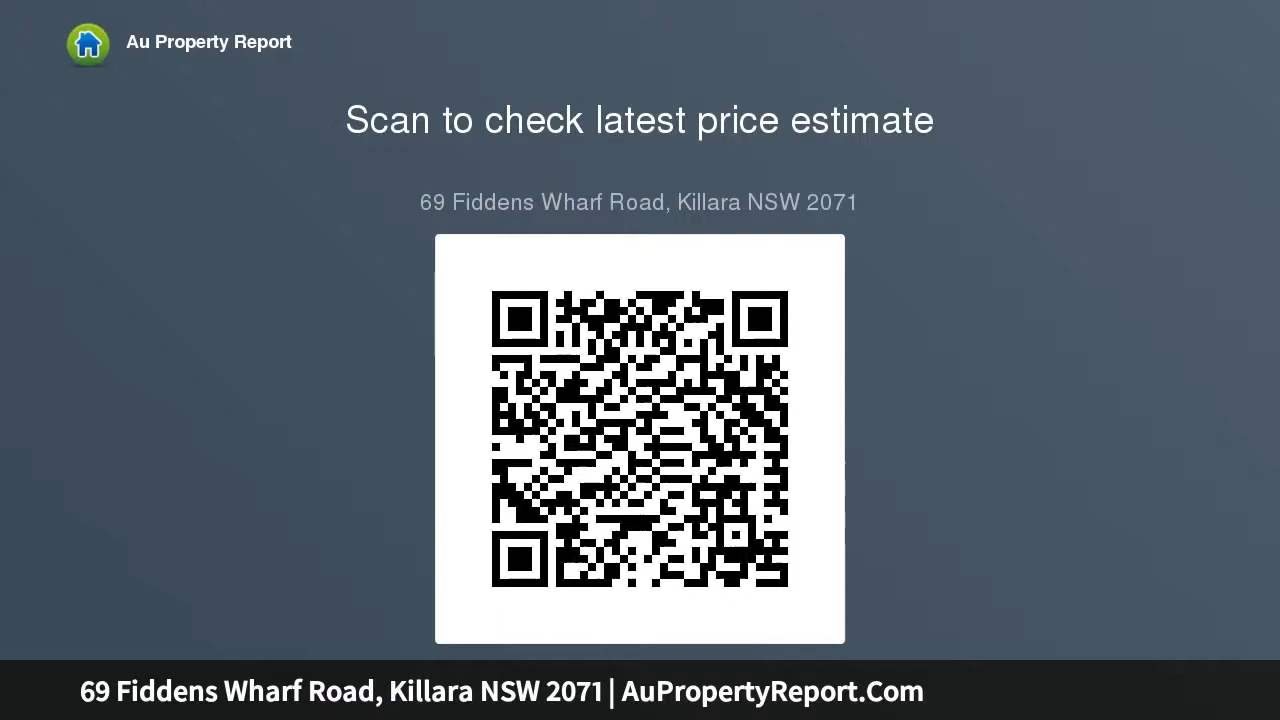 Au Property Report
Scan to check latest price estimate
69 Fiddens Wharf Road, Killara NSW 2071
69 Fiddens Wharf Road, Killara NSW 2071 | AuPropertyReport.Com